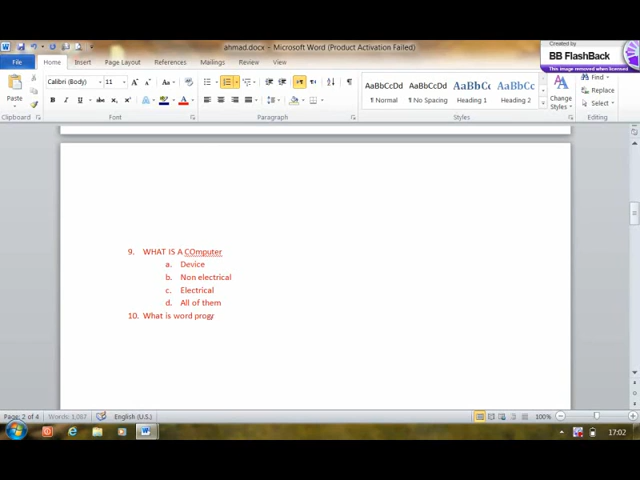 ahmad.docx - Microsoft Word (Product Activation Failed)
Created by
BB FlashBack
This image removed when licensed
File Home Insert Page Layout References Mailings Review View
Calibri (Body) 11
Paste
Clipboard Font Paragraph Styles Editing
AaBbCcDd AaBbCcDd AaBbCc AaBbCc
¶ Normal ¶ No Spacing Heading 1 Heading 2
Change Styles
Find
Replace
Select
9. WHAT IS A COmputer
a. Device
b. Non electrical
c. Electrical
d. All of them
10. What is word progy
Page: 2 of 4 Words: 1,087 English (U.S.) 100%
17:02